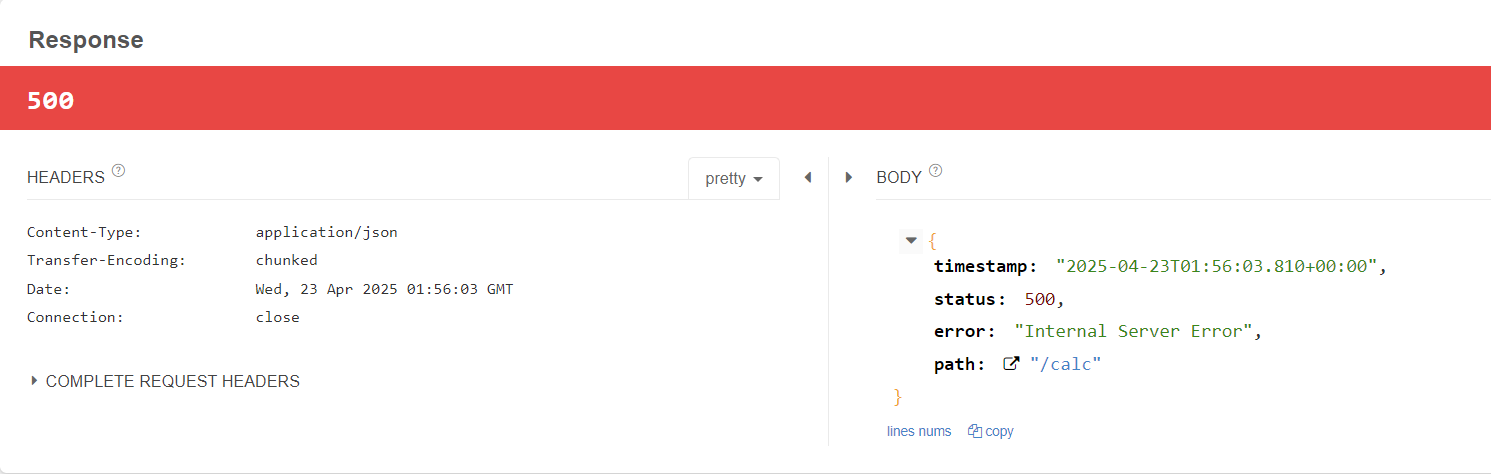 Response
500
HEADERS ?
pretty
Content-Type: application/json
Transfer-Encoding: chunked
Date: Wed, 23 Apr 2025 01:56:03 GMT
Connection: close
COMPLETE REQUEST HEADERS
BODY ?
{
timestamp: "2025-04-23T01:56:03.810+00:00",
status: 500,
error: "Internal Server Error",
path: "/calc"
}
lines nums copy